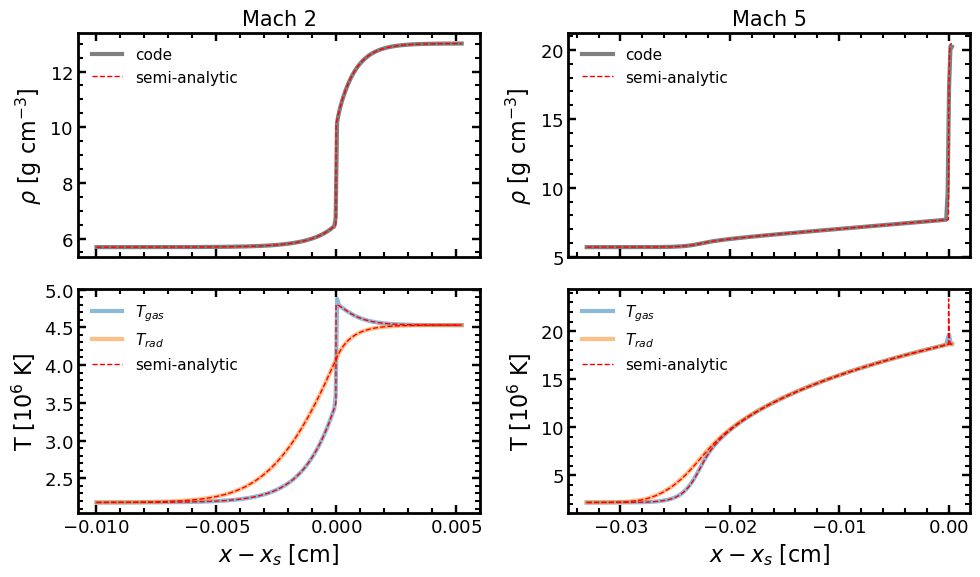 Mach 2
Mach 5
ρ [g cm⁻³]
12
10
8
6
code
semi-analytic
ρ [g cm⁻³]
20
15
10
5
code
semi-analytic
T [10⁶ K]
5.0
4.5
4.0
3.5
3.0
2.5
T_gas
T_rad
semi-analytic
−0.010 −0.005 0.000 0.005
x − x_s [cm]
T [10⁶ K]
20
15
10
5
T_gas
T_rad
semi-analytic
−0.03 −0.02 −0.01 0.00
x − x_s [cm]